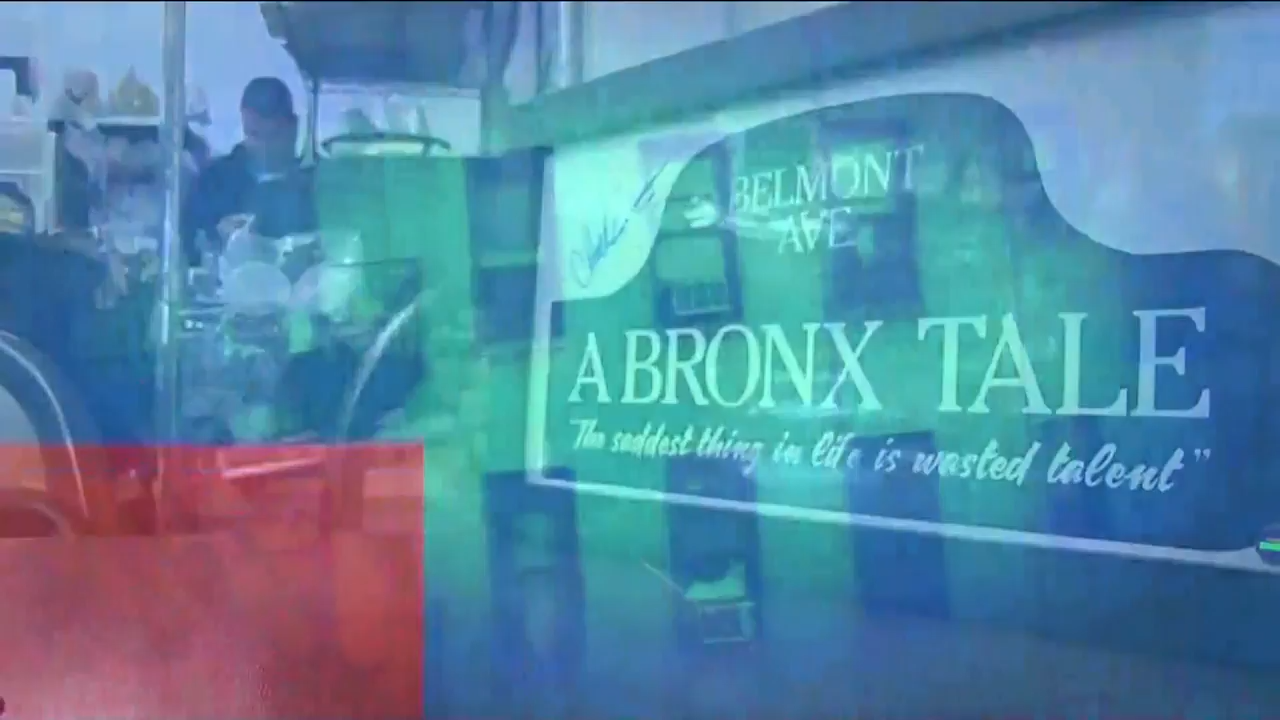 BELMONT
AVE
A BRONX TALE
The saddest thing in life is wasted talent"